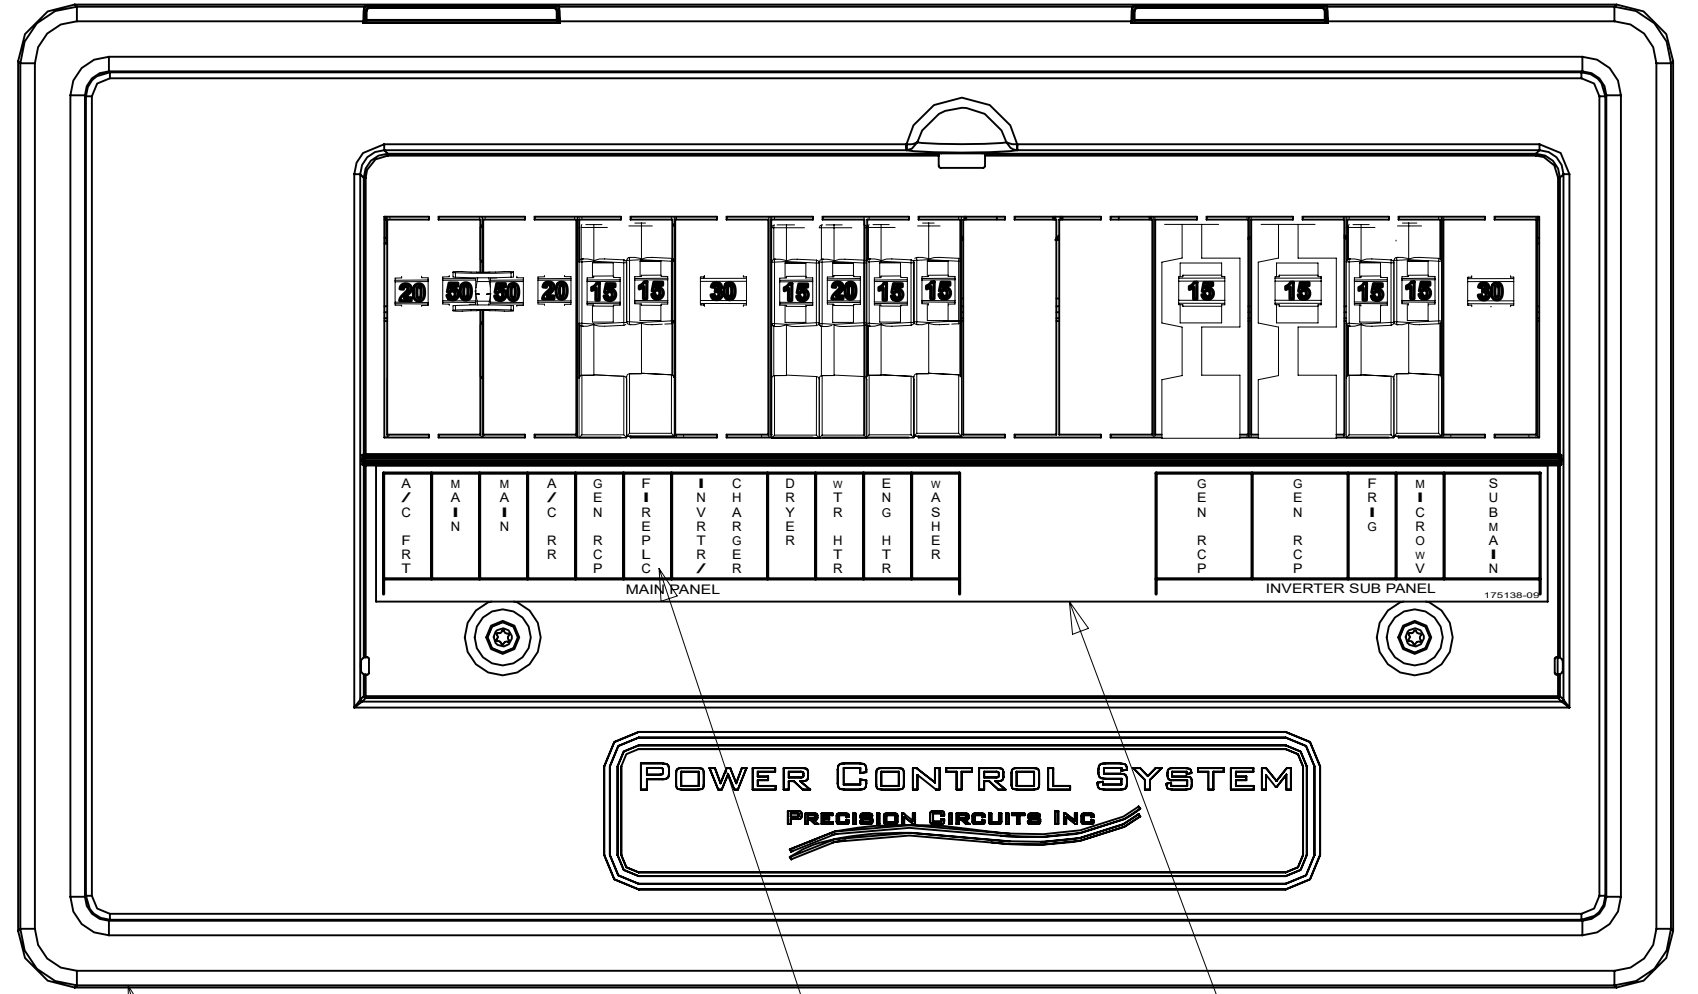 20 50 50 20 15 15 30 15 20 15 15 15 15 15 15 30
A/C FRT
MAIN
MAIN
A/C RR
GEN RCP
FIREPLC
INVRTR/
CHARGER
DRYER
WTR HTR
ENG HTR
WASHER
GEN RCP
GEN RCP
FRIG
MICROWV
SUBMAIN
MAIN PANEL
INVERTER SUB PANEL
175138-09
POWER CONTROL SYSTEM
PRECISION CIRCUITS INC